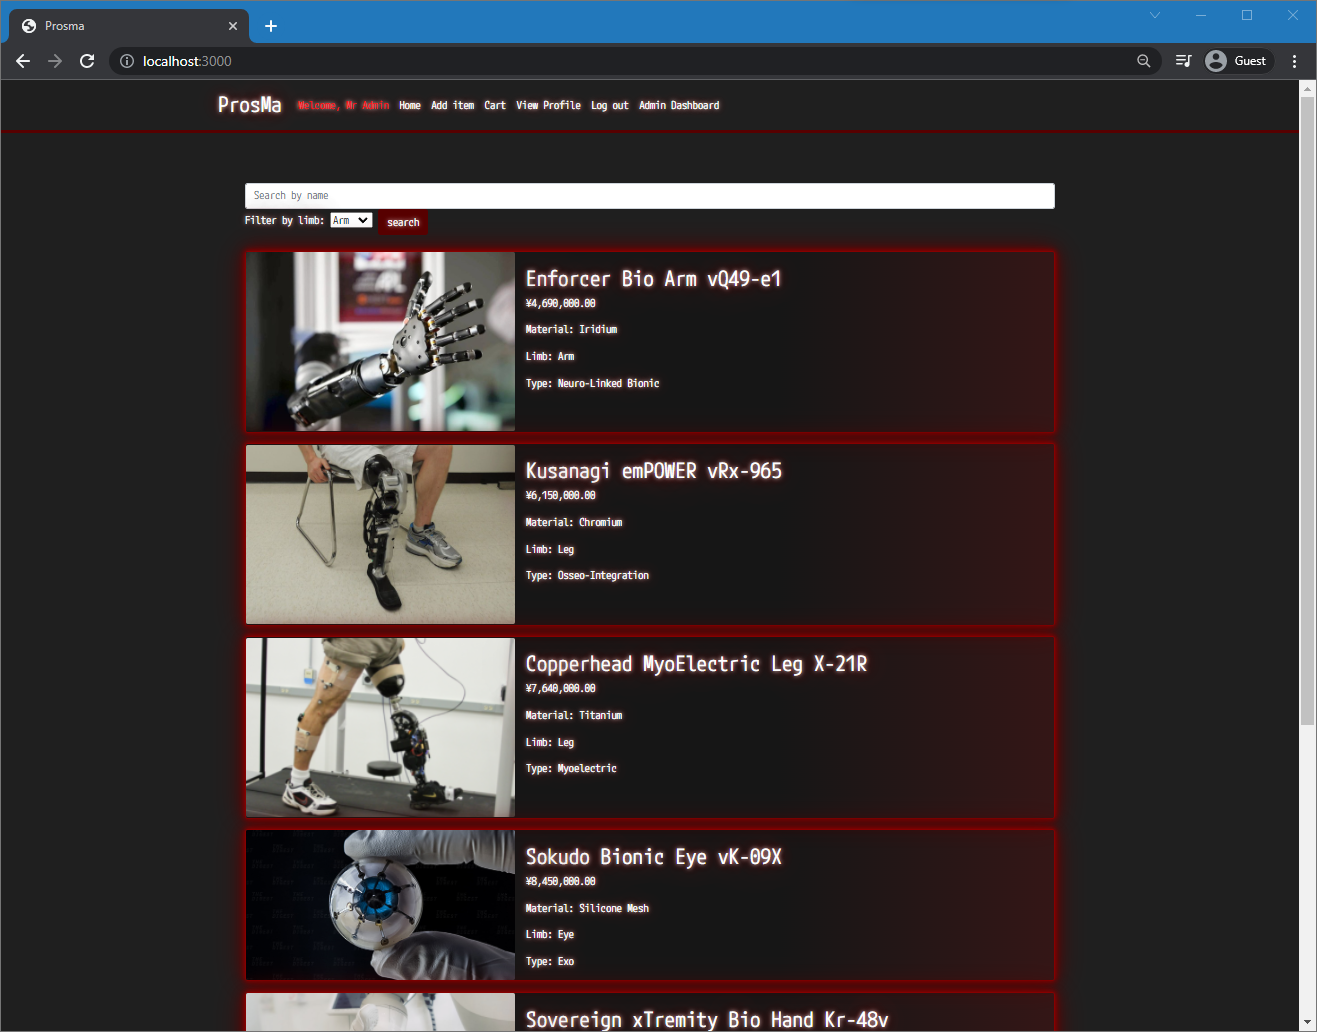 Prosma
localhost:3000
Guest
ProsMa Welcome, Mr Admin Home Add item Cart View Profile Log out Admin Dashboard
Search by name
Filter by limb: Arm search
Enforcer Bio Arm vQ49-e1
¥4,690,000.00
Material: Iridium
Limb: Arm
Type: Neuro-Linked Bionic
Kusanagi emPOWER vRx-965
¥6,150,000.00
Material: Chromium
Limb: Leg
Type: Osseo-Integration
Copperhead MyoElectric Leg X-21R
¥7,640,000.00
Material: Titanium
Limb: Leg
Type: Myoelectric
Sokudo Bionic Eye vK-09X
¥8,450,000.00
Material: Silicone Mesh
Limb: Eye
Type: Exo
Sovereign xTremity Bio Hand Kr-48v